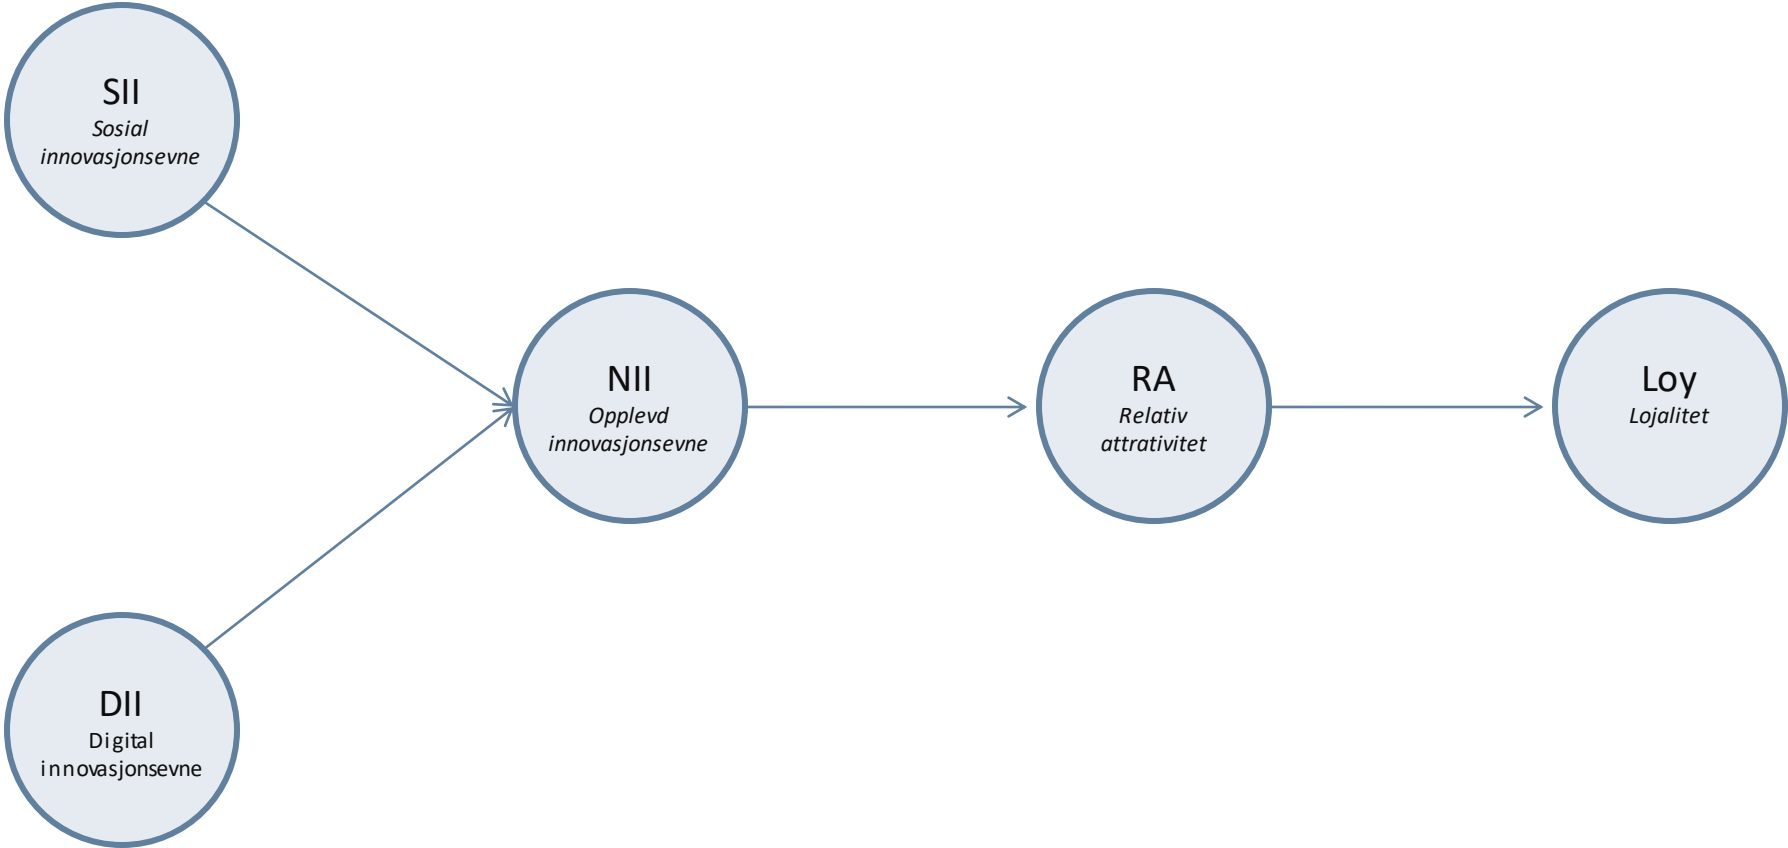 SII
Sosial
innovasjonsevne
NII
Opplevd
innovasjonsevne
RA
Relativ
attrativitet
Loy
Lojalitet
DII
Digital
innovasjonsevne